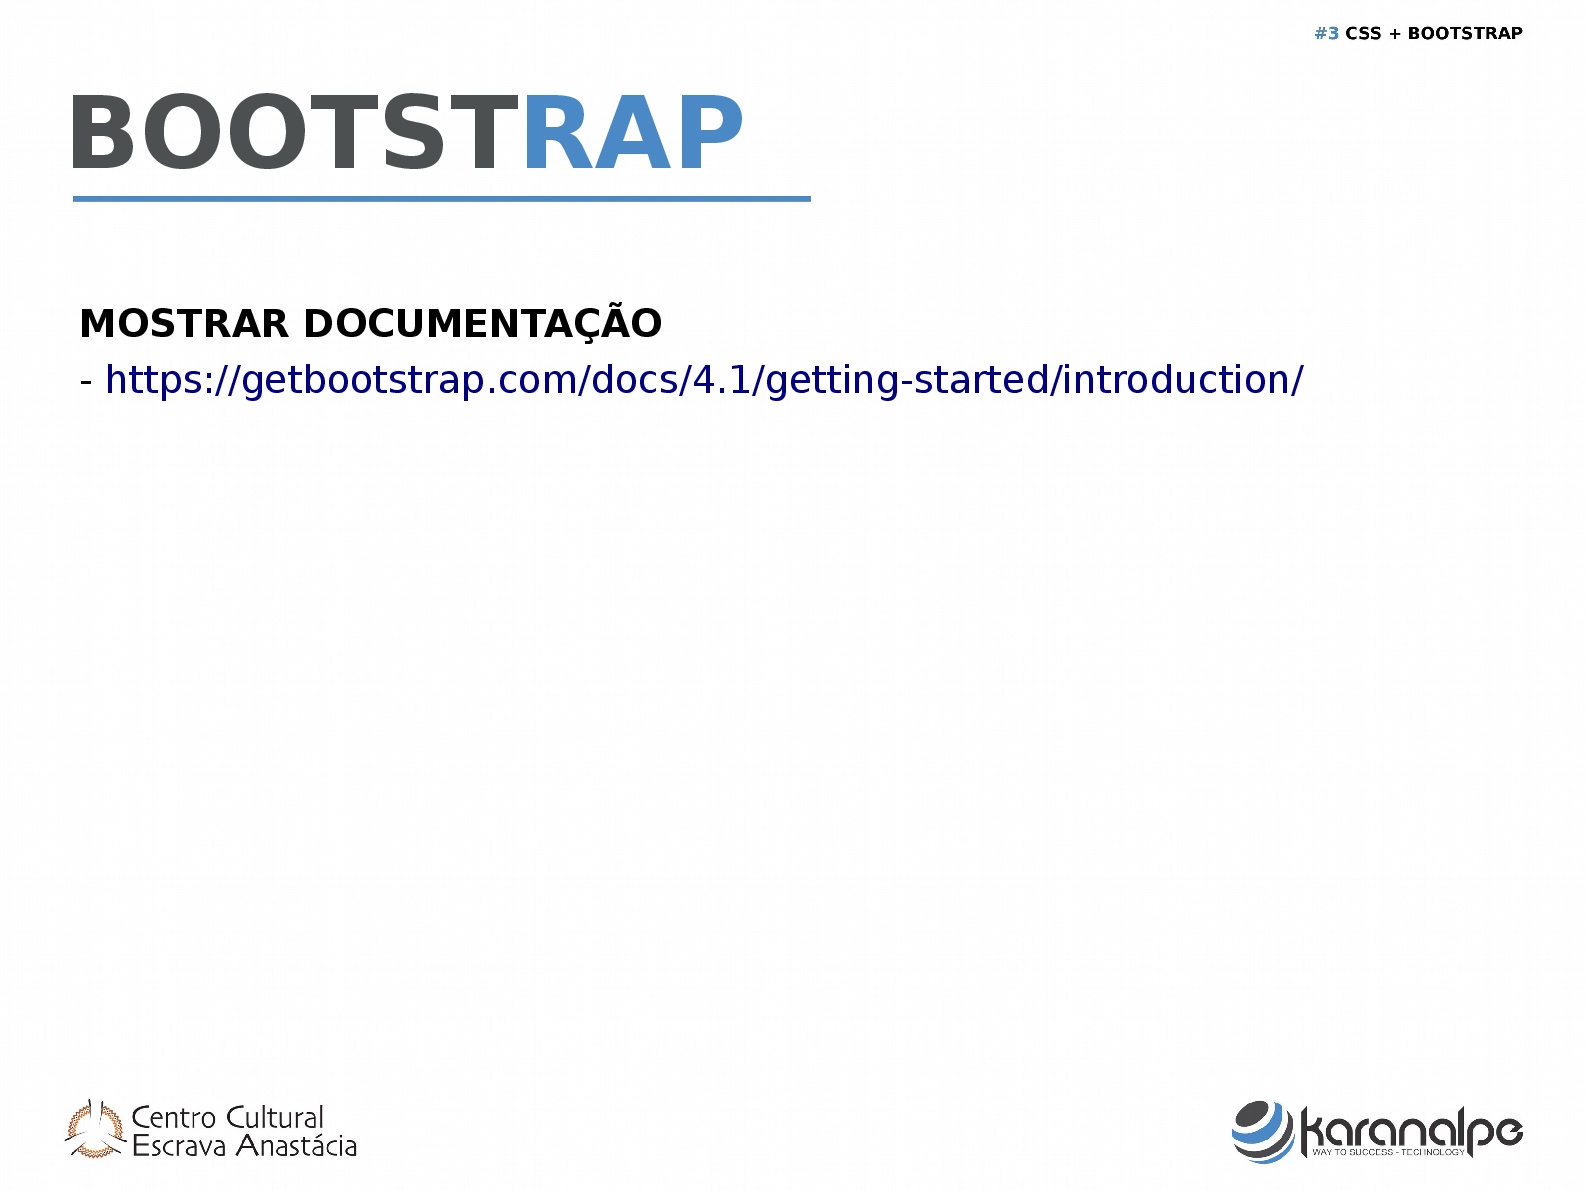 #3 CSS + BOOTSTRAP
BOOTSTRAP
MOSTRAR DOCUMENTAÇÃO
- https://getbootstrap.com/docs/4.1/getting-started/introduction/
Centro Cultural
Escrava Anastácia
karanalpe
WAY TO SUCCESS - TECHNOLOGY